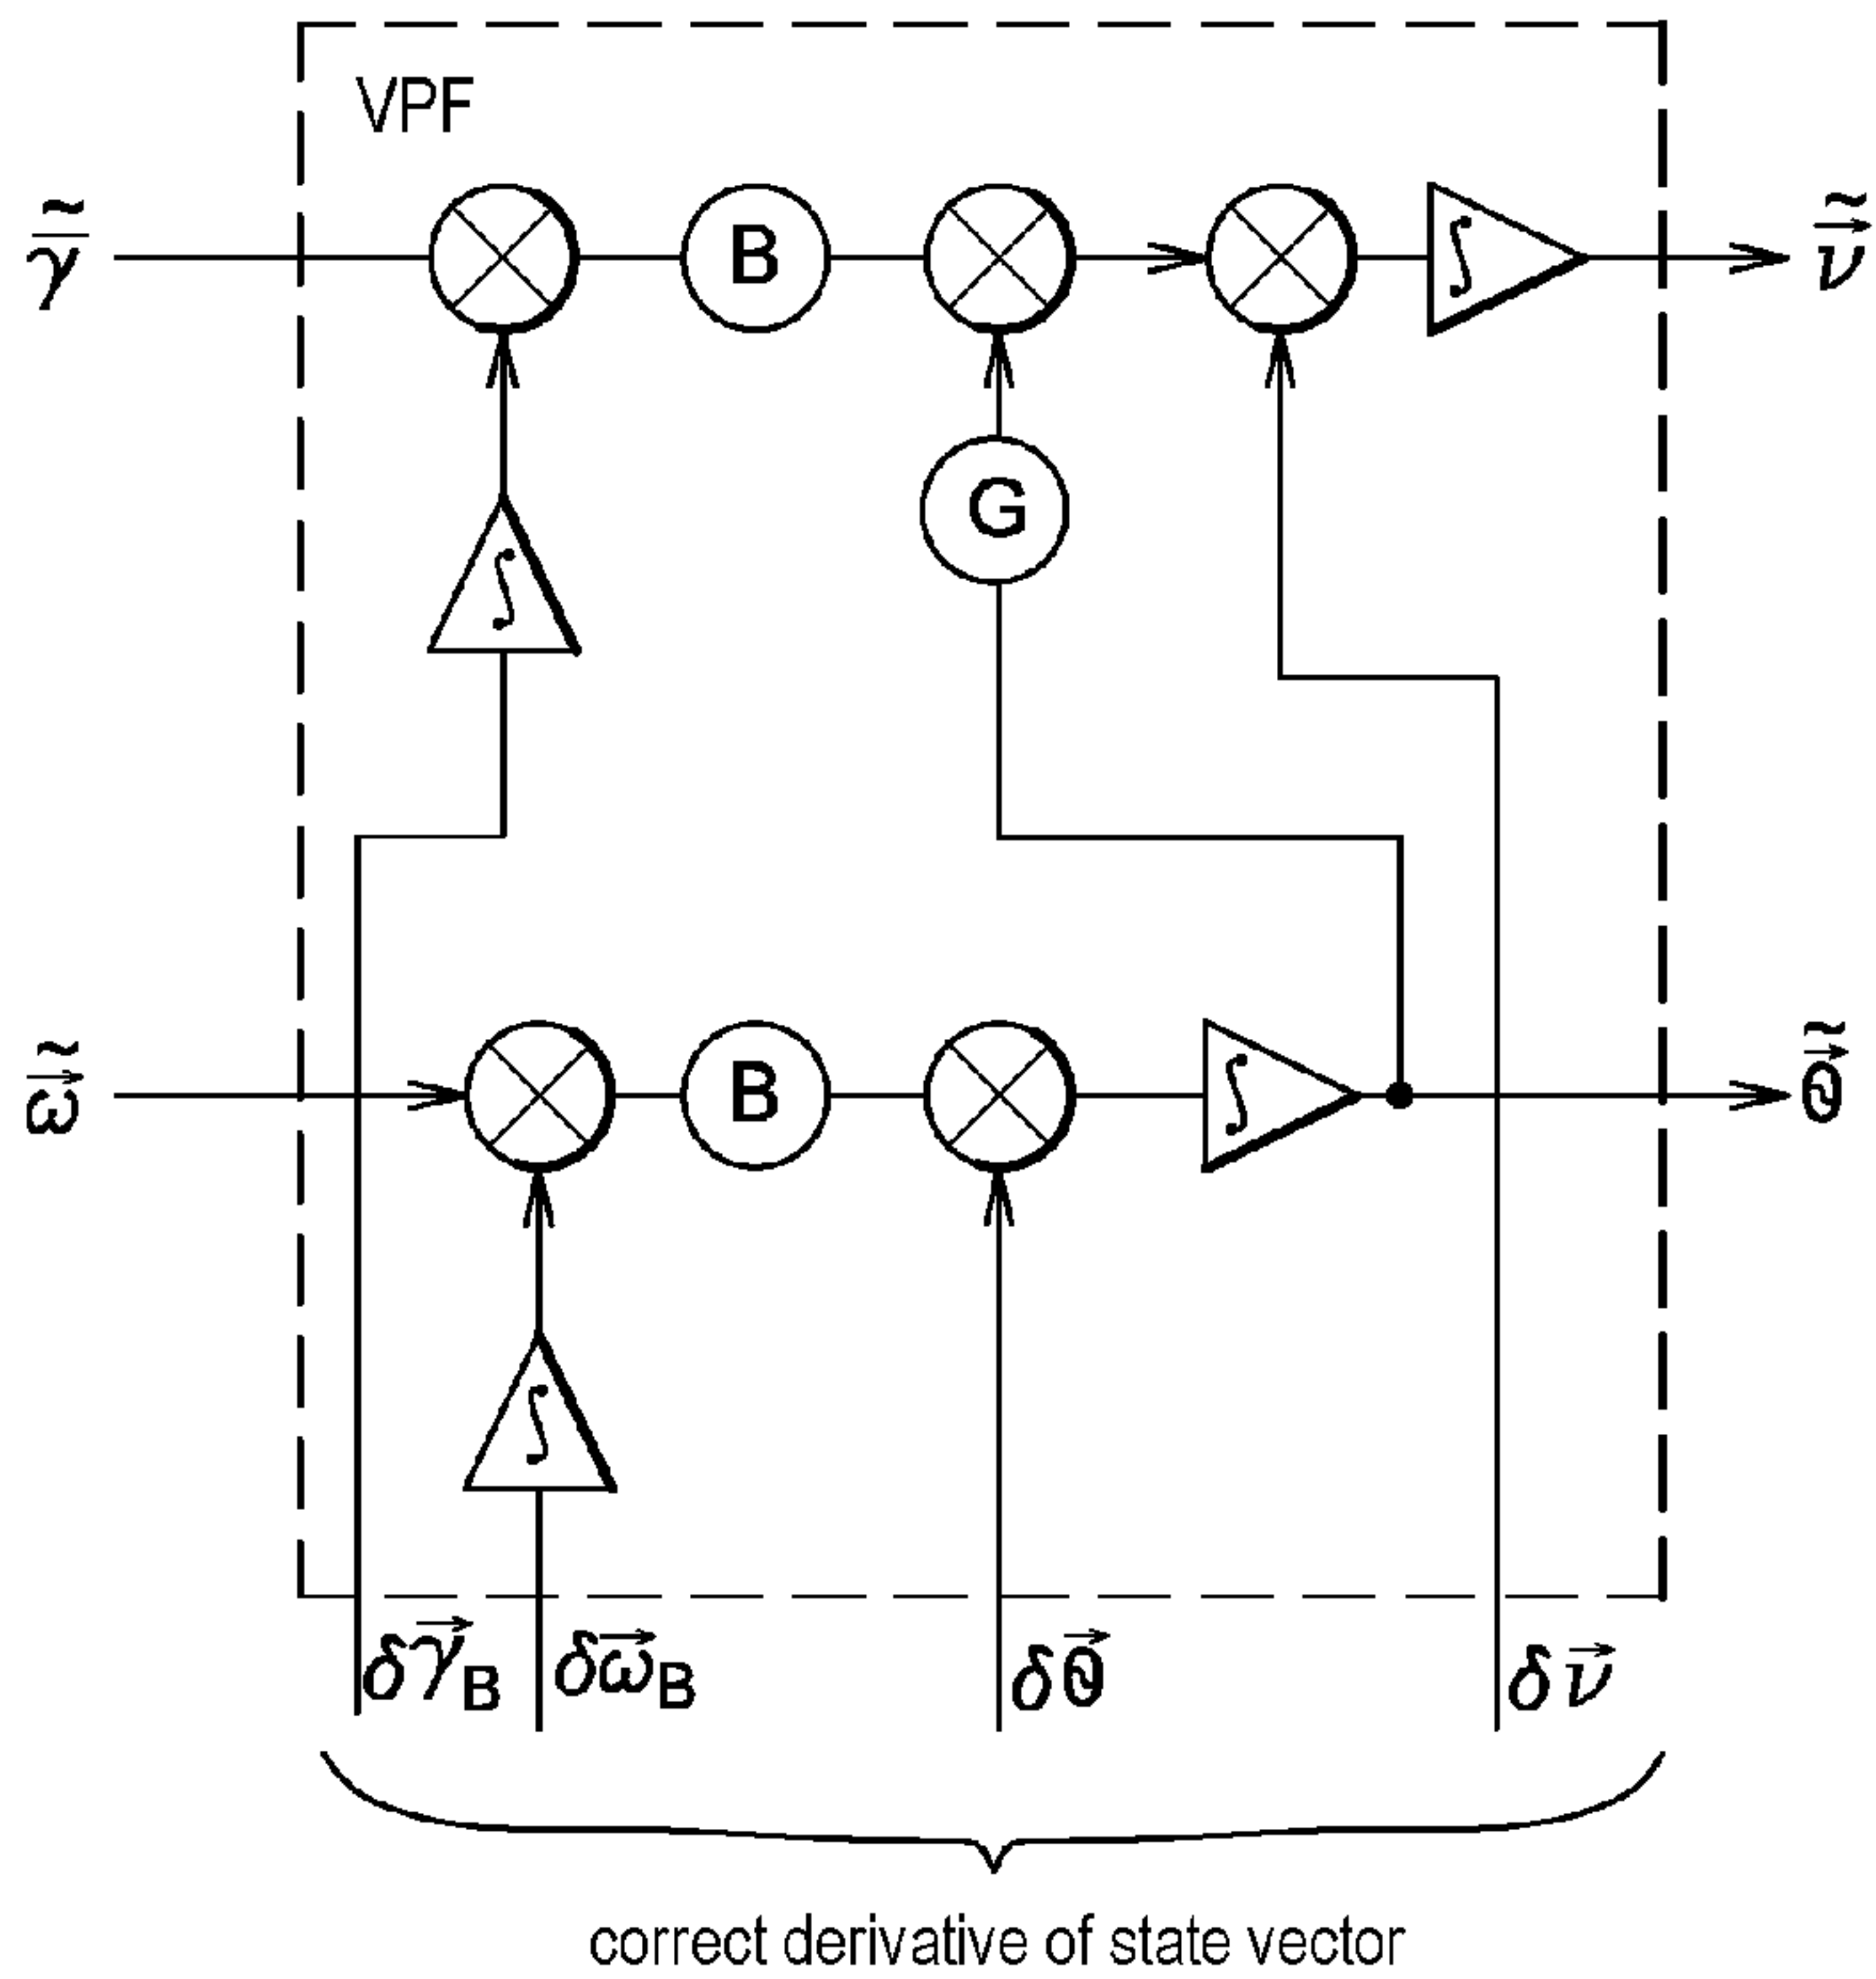 VPF
γ̃
B
ν̃
G
ω̃
B
ϑ̃
δγ⃗B
δω⃗B
δϑ⃗
δν⃗
correct derivative of state vector